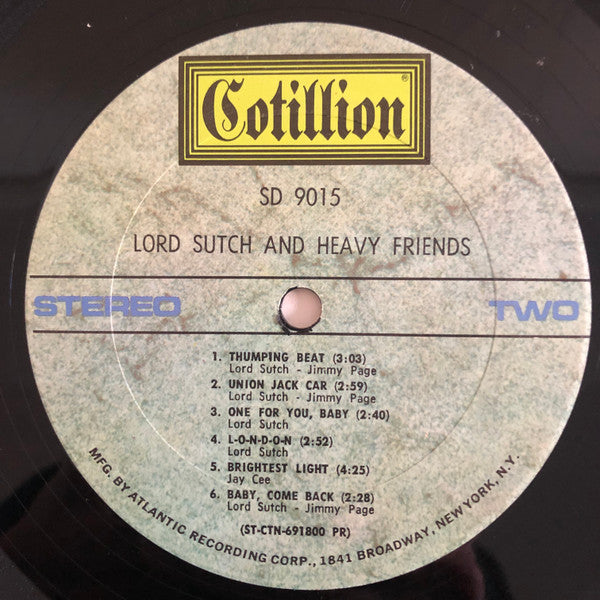 Cotillion®
SD 9015
LORD SUTCH AND HEAVY FRIENDS
STEREO TWO
1. THUMPING BEAT (3:03)
Lord Sutch - Jimmy Page
2. UNION JACK CAR (2:59)
Lord Sutch - Jimmy Page
3. ONE FOR YOU, BABY (2:40)
Lord Sutch
4. L-O-N-D-O-N (2:52)
Lord Sutch
5. BRIGHTEST LIGHT (4:25)
Jay Cee
6. BABY, COME BACK (2:28)
Lord Sutch - Jimmy Page
(ST-CTN-691800 PR)
MFG. BY ATLANTIC RECORDING CORP., 1841 BROADWAY, NEW YORK, N.Y.